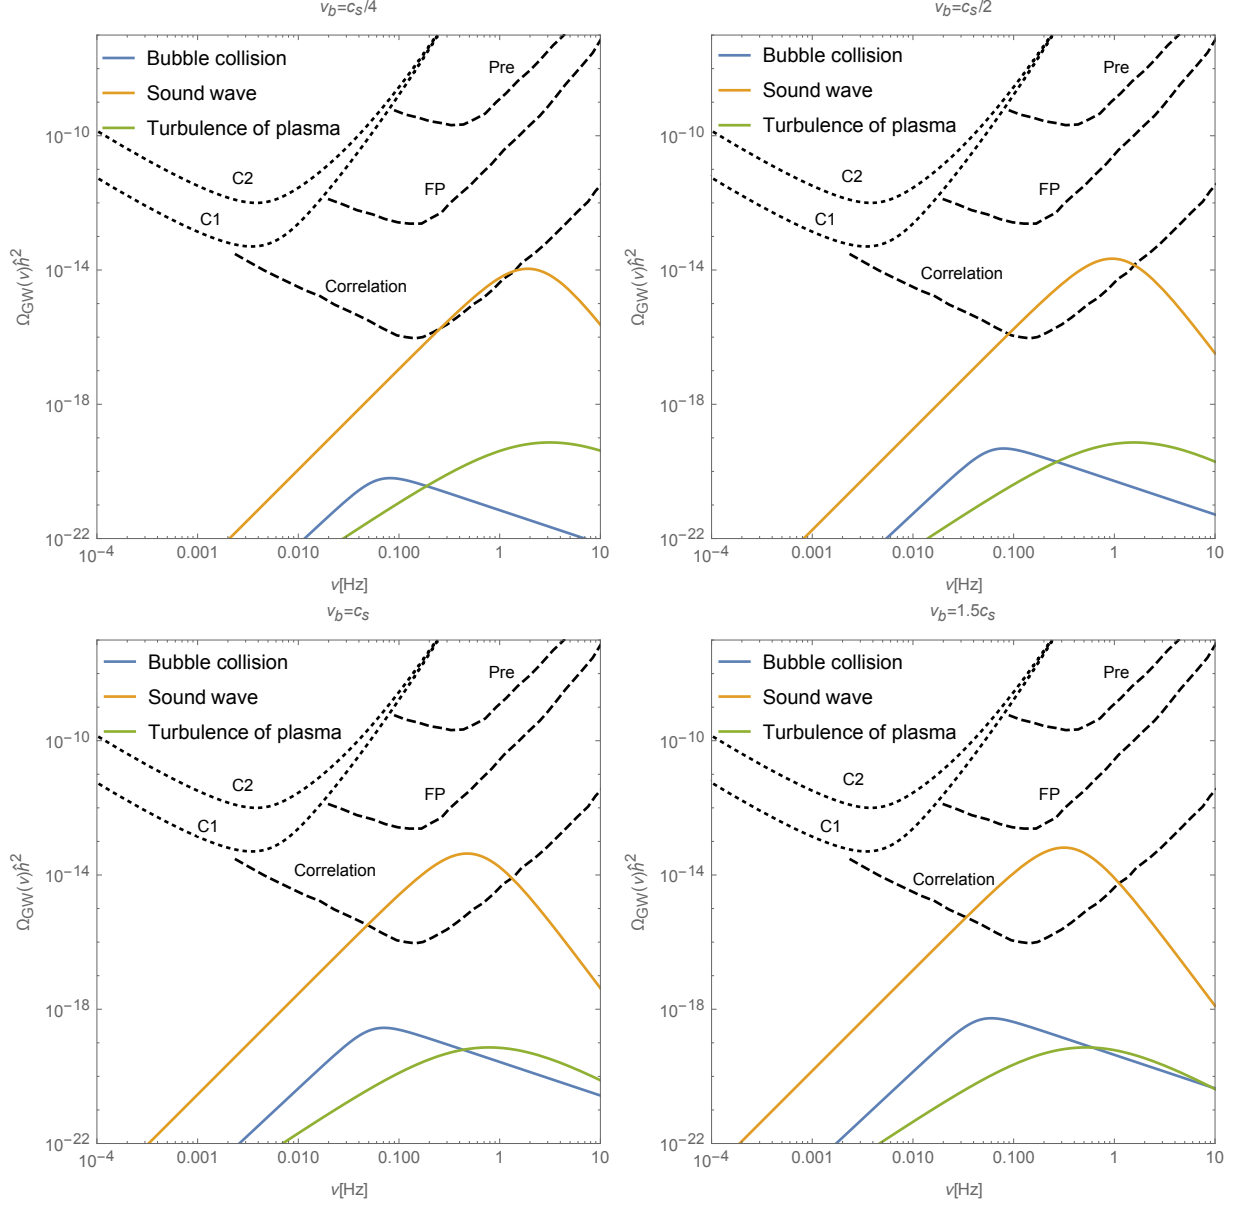 v_b=c_s/4
Bubble collision
Sound wave
Turbulence of plasma
Pre
FP
C2
C1
Correlation
Ω_GW(ν)ĥ²
10⁻¹⁰
10⁻¹⁴
10⁻¹⁸
10⁻²²
10⁻⁴ 0.001 0.010 0.100 1 10
ν[Hz]
v_b=c_s/2
Bubble collision
Sound wave
Turbulence of plasma
Pre
FP
C2
C1
Correlation
Ω_GW(ν)ĥ²
10⁻¹⁰
10⁻¹⁴
10⁻¹⁸
10⁻²²
10⁻⁴ 0.001 0.010 0.100 1 10
ν[Hz]
v_b=c_s
Bubble collision
Sound wave
Turbulence of plasma
Pre
FP
C2
C1
Correlation
Ω_GW(ν)ĥ²
10⁻¹⁰
10⁻¹⁴
10⁻¹⁸
10⁻²²
10⁻⁴ 0.001 0.010 0.100 1 10
ν[Hz]
v_b=1.5c_s
Bubble collision
Sound wave
Turbulence of plasma
Pre
FP
C2
C1
Correlation
Ω_GW(ν)ĥ²
10⁻¹⁰
10⁻¹⁴
10⁻¹⁸
10⁻²²
10⁻⁴ 0.001 0.010 0.100 1 10
ν[Hz]